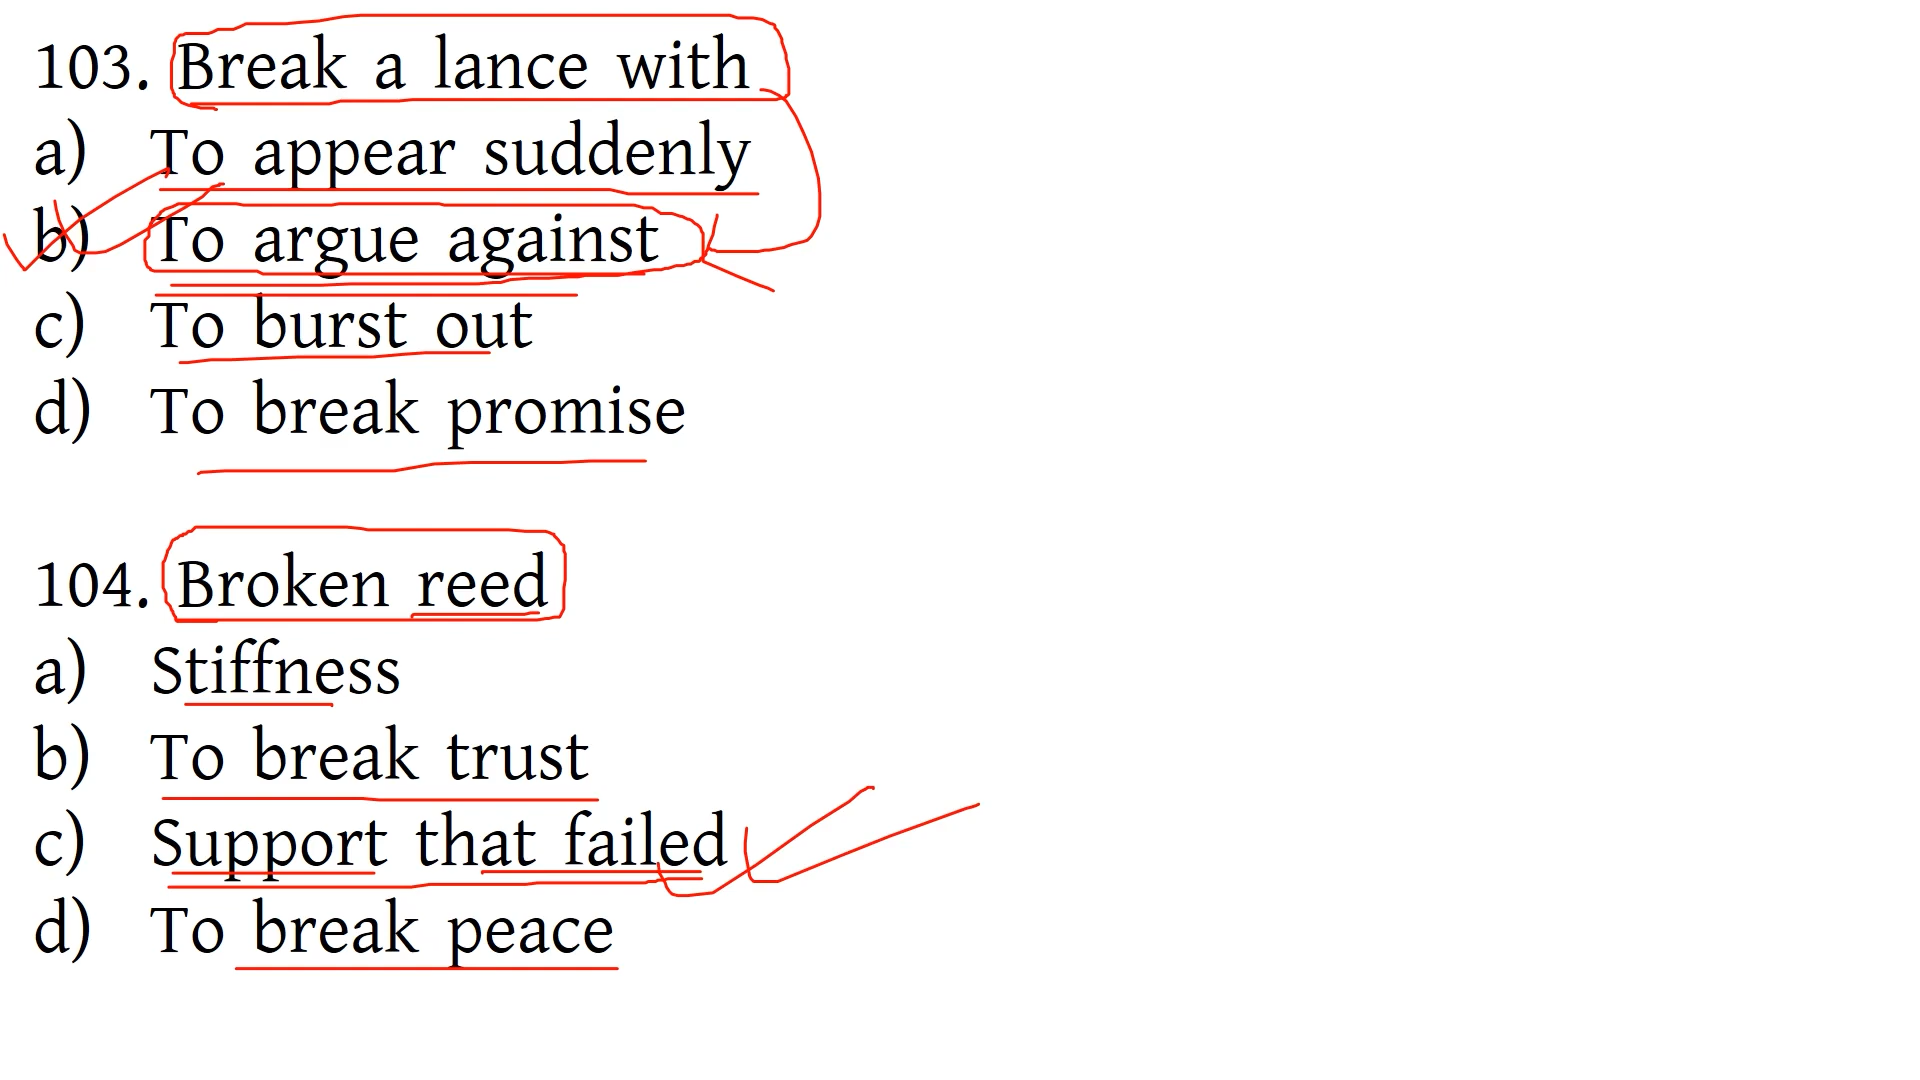 103. Break a lance with
a) To appear suddenly
b) To argue against
c) To burst out
d) To break promise
104. Broken reed
a) Stiffness
b) To break trust
c) Support that failed
d) To break peace